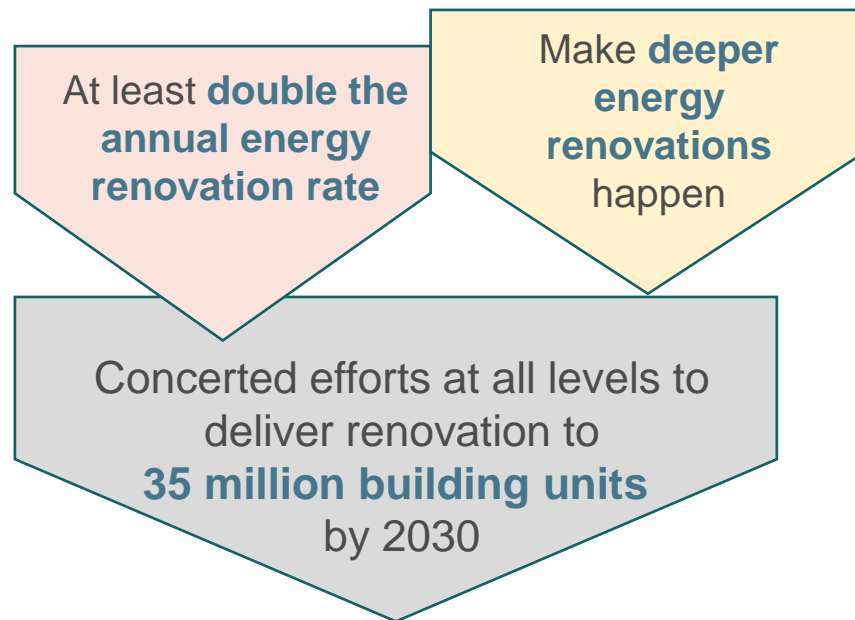 At least double the
annual energy
renovation rate
Make deeper
energy
renovations
happen
Concerted efforts at all levels to
deliver renovation to
35 million building units
by 2030